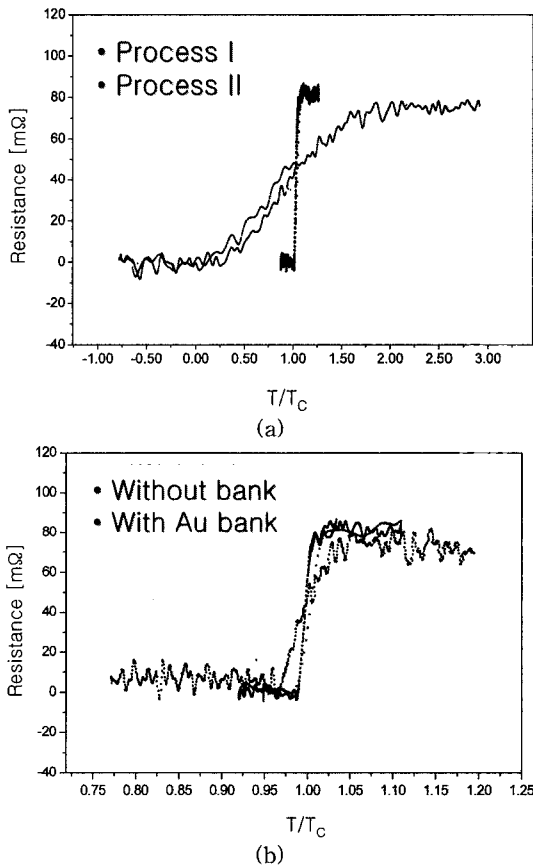 • Process I
• Process II
Resistance [mΩ]
120
100
80
60
40
20
0
-20
-40
-1.00 -0.50 0.00 0.50 1.00 1.50 2.00 2.50 3.00
T/T_C
(a)
• Without bank
• With Au bank
Resistance [mΩ]
120
100
80
60
40
20
0
-20
-40
0.75 0.80 0.85 0.90 0.95 1.00 1.05 1.10 1.15 1.20 1.25
T/T_C
(b)